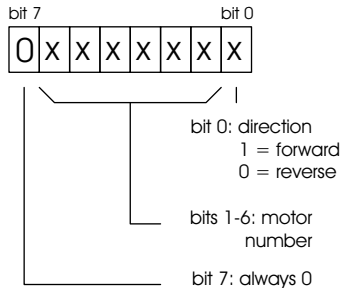 bit 7 bit 0
0 x x x x x x x
bit 0: direction
1 = forward
0 = reverse
bits 1-6: motor
number
bit 7: always 0